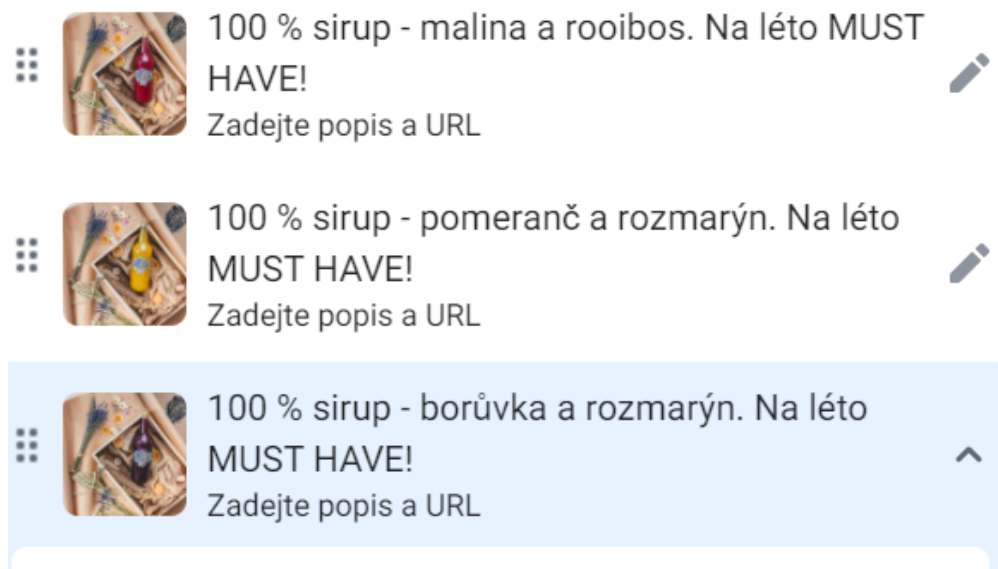 100 % sirup - malina a rooibos. Na léto MUST
HAVE!
Zadejte popis a URL
100 % sirup - pomeranč a rozmarýn. Na léto
MUST HAVE!
Zadejte popis a URL
100 % sirup - borůvka a rozmarýn. Na léto
MUST HAVE!
Zadejte popis a URL